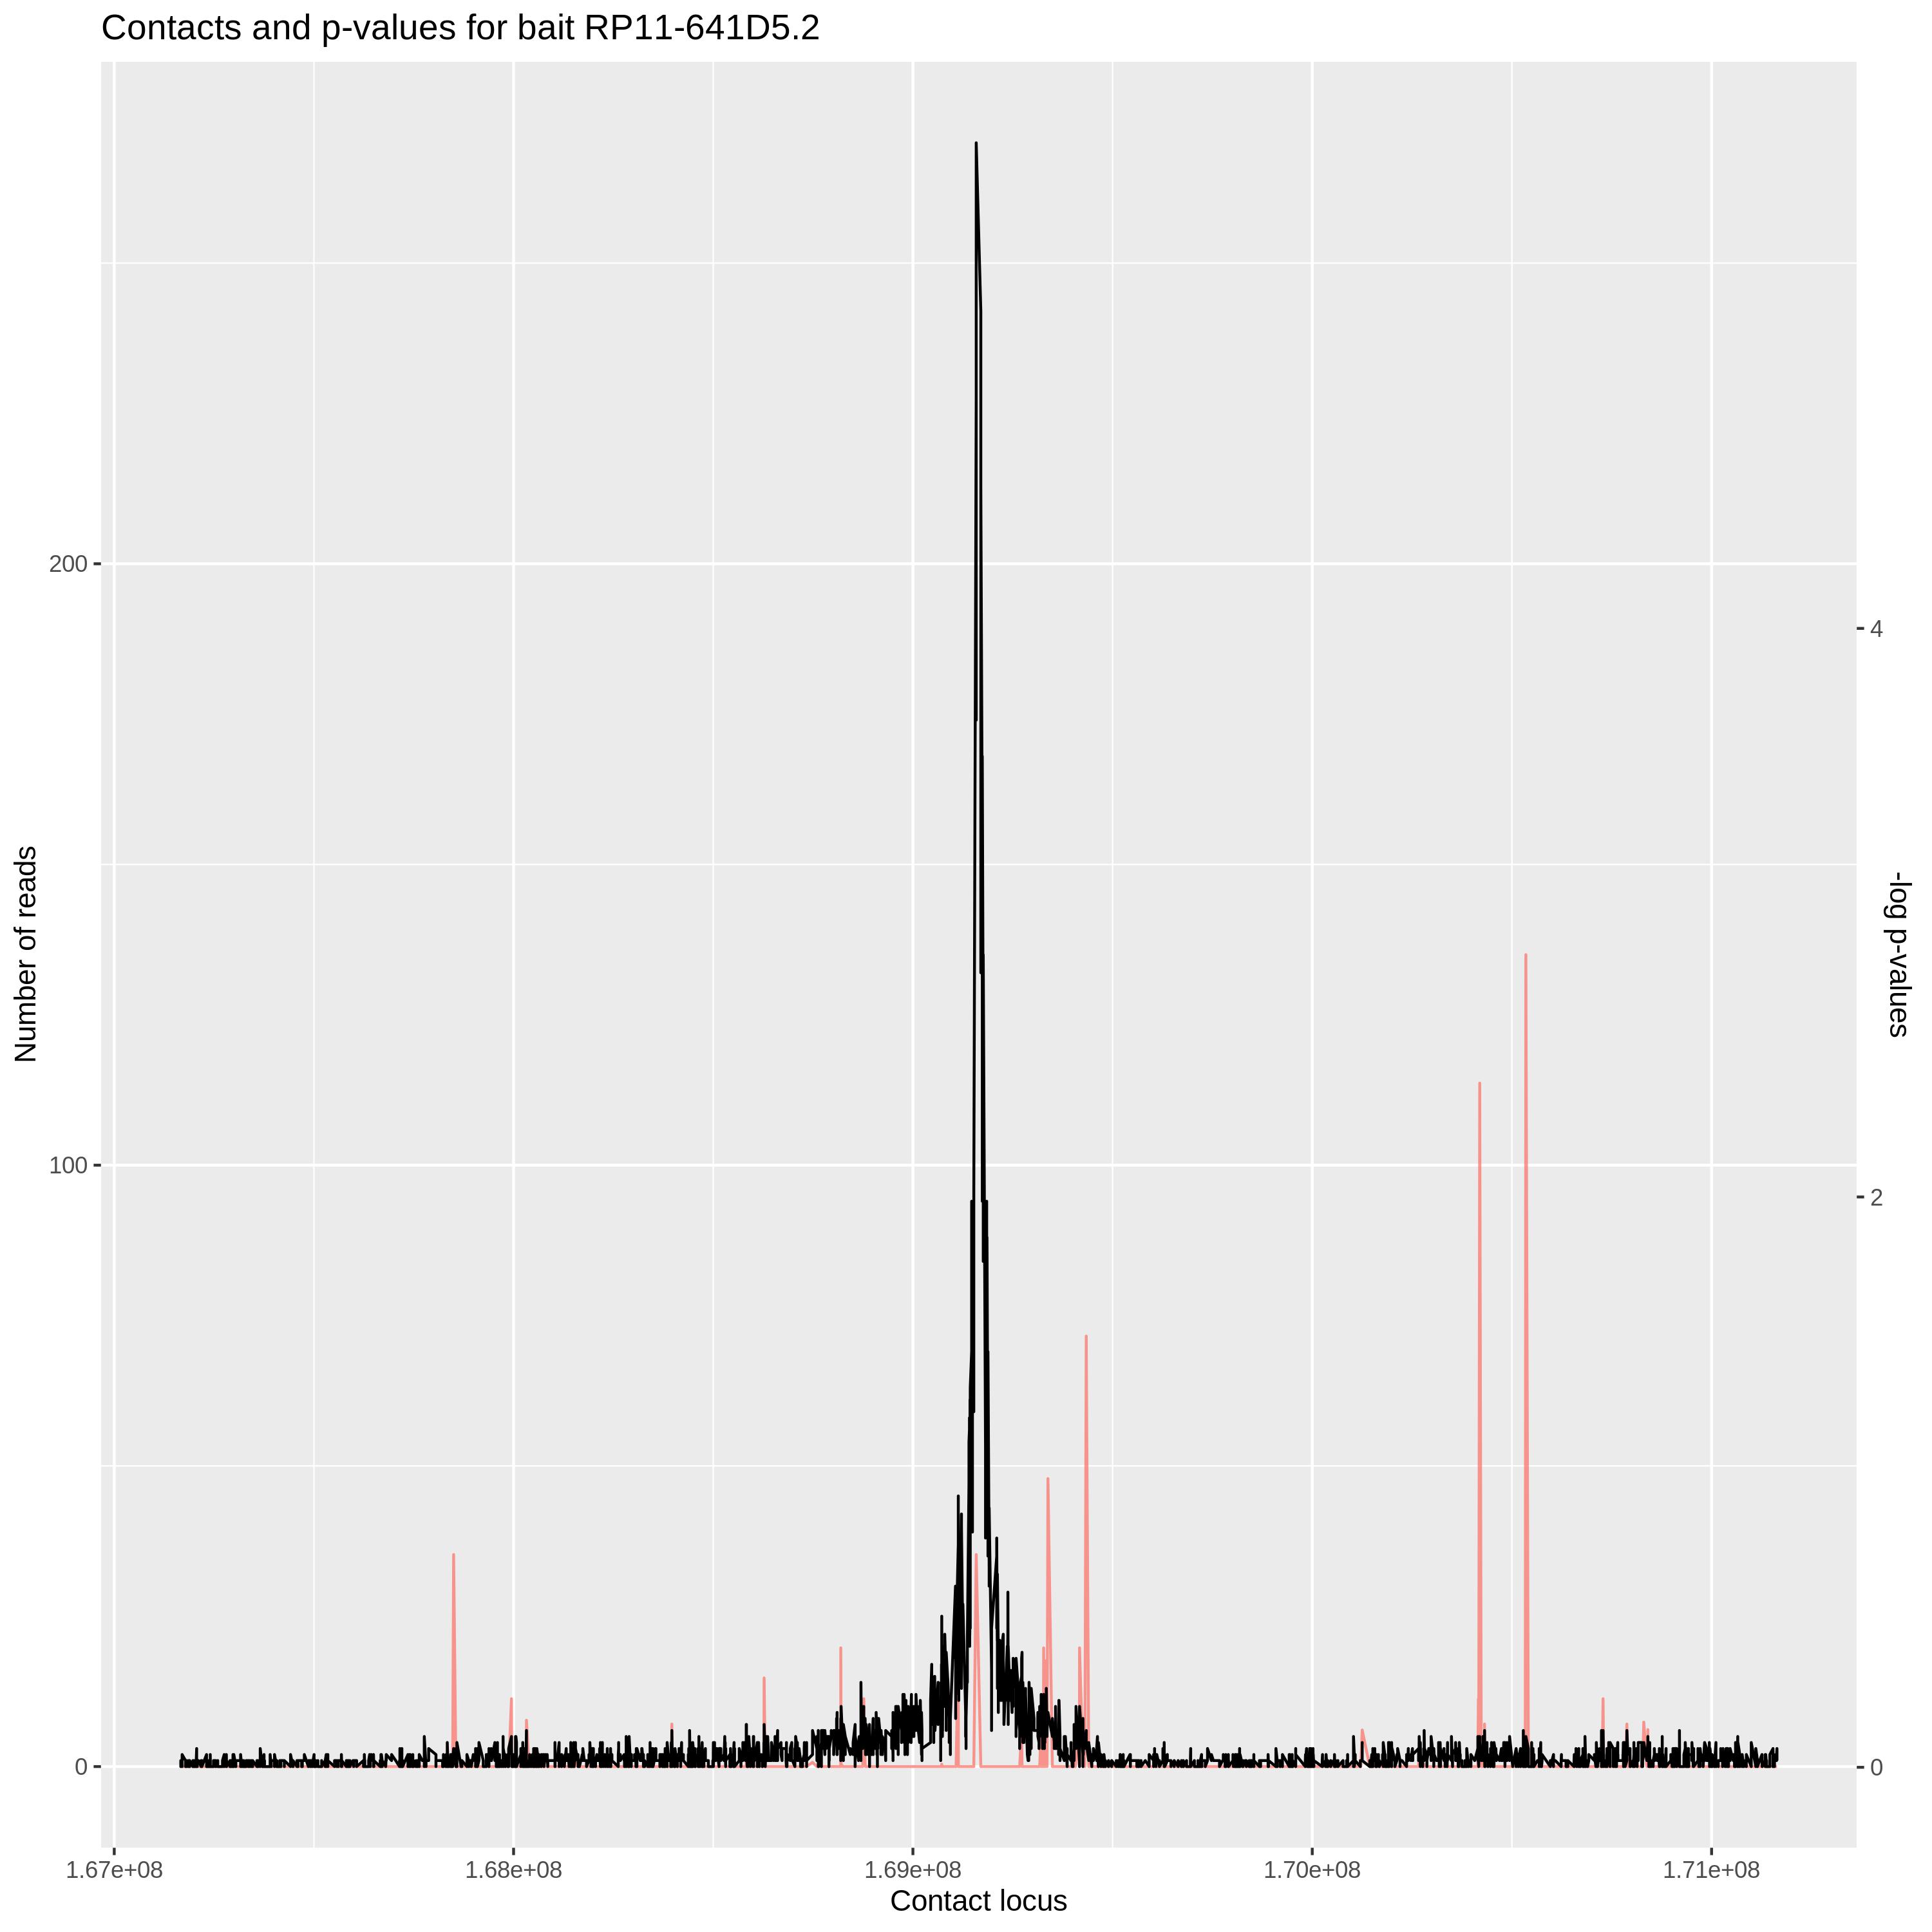 Contacts and p-values for bait RP11-641D5.2
Number of reads
200
100
0
4
2
0
-log p-values
1.67e+08 1.68e+08 1.69e+08 1.70e+08 1.71e+08
Contact locus